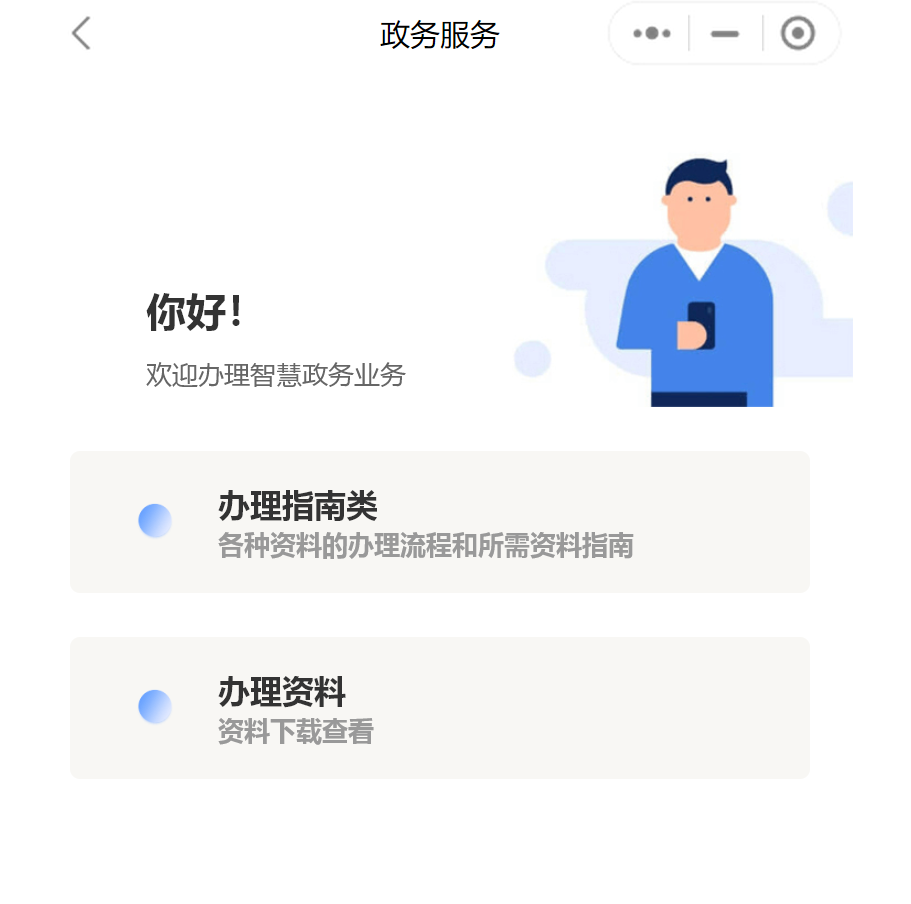 政务服务
你好！
欢迎办理智慧政务业务
办理指南类
各种资料的办理流程和所需资料指南
办理资料
资料下载查看